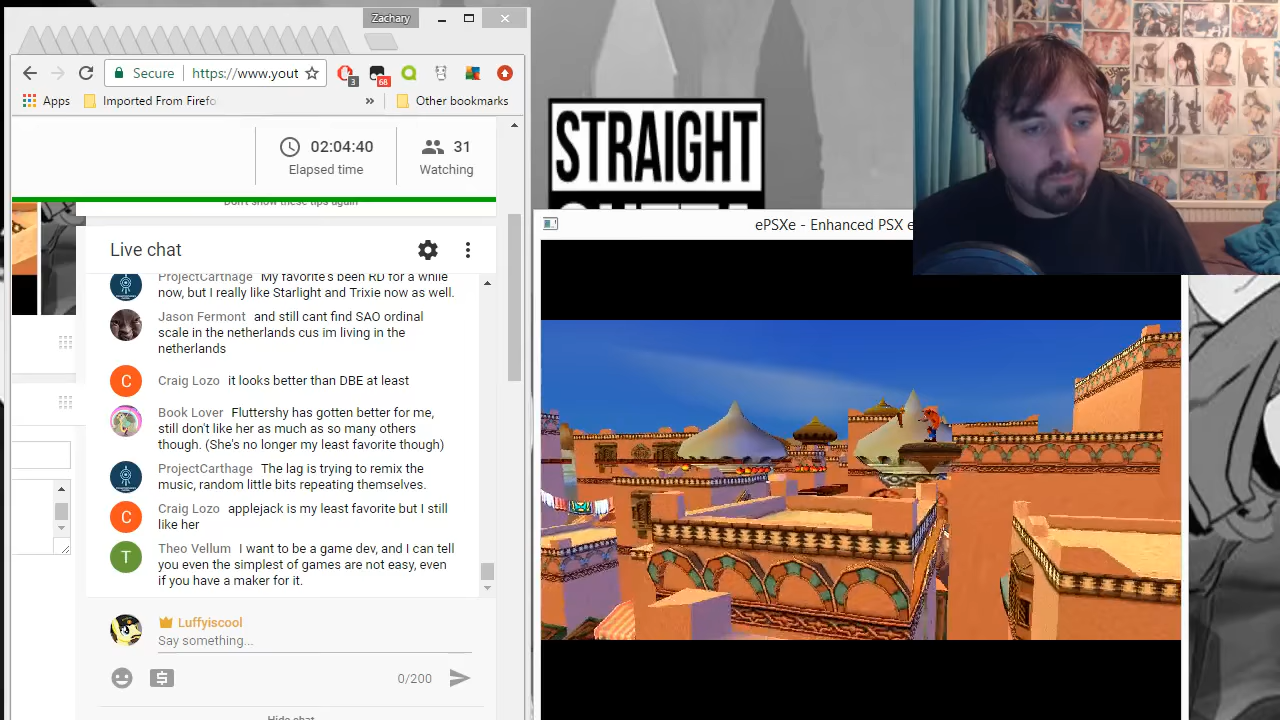 Zachary
Secure
https://www.yout
3
68
Apps
Imported From Firefo
»
Other bookmarks
02:04:40
Elapsed time
31
Watching
Don't show these tips again
Live chat
ProjectCarthage My favorite's been RD for a while
now, but I really like Starlight and Trixie now as well.
Jason Fermont and still cant find SAO ordinal
scale in the netherlands cus im living in the
netherlands
C
Craig Lozo it looks better than DBE at least
Book Lover Fluttershy has gotten better for me,
but I don't like her as much as so many others
though. (She's no longer my least favorite though)
ProjectCarthage The lag is trying to remix the
music, random little bits repeating themselves.
C
Craig Lozo applejack is my least favorite but I still
like her
T
Theo Vellum I want to be a game dev, and I can tell
you even the simplest of games are not easy, even
if you have a maker for it.
Luffyiscool
Say something...
0/200
Hide chat
STRAIGHT
ePSXe - Enhanced PSX e